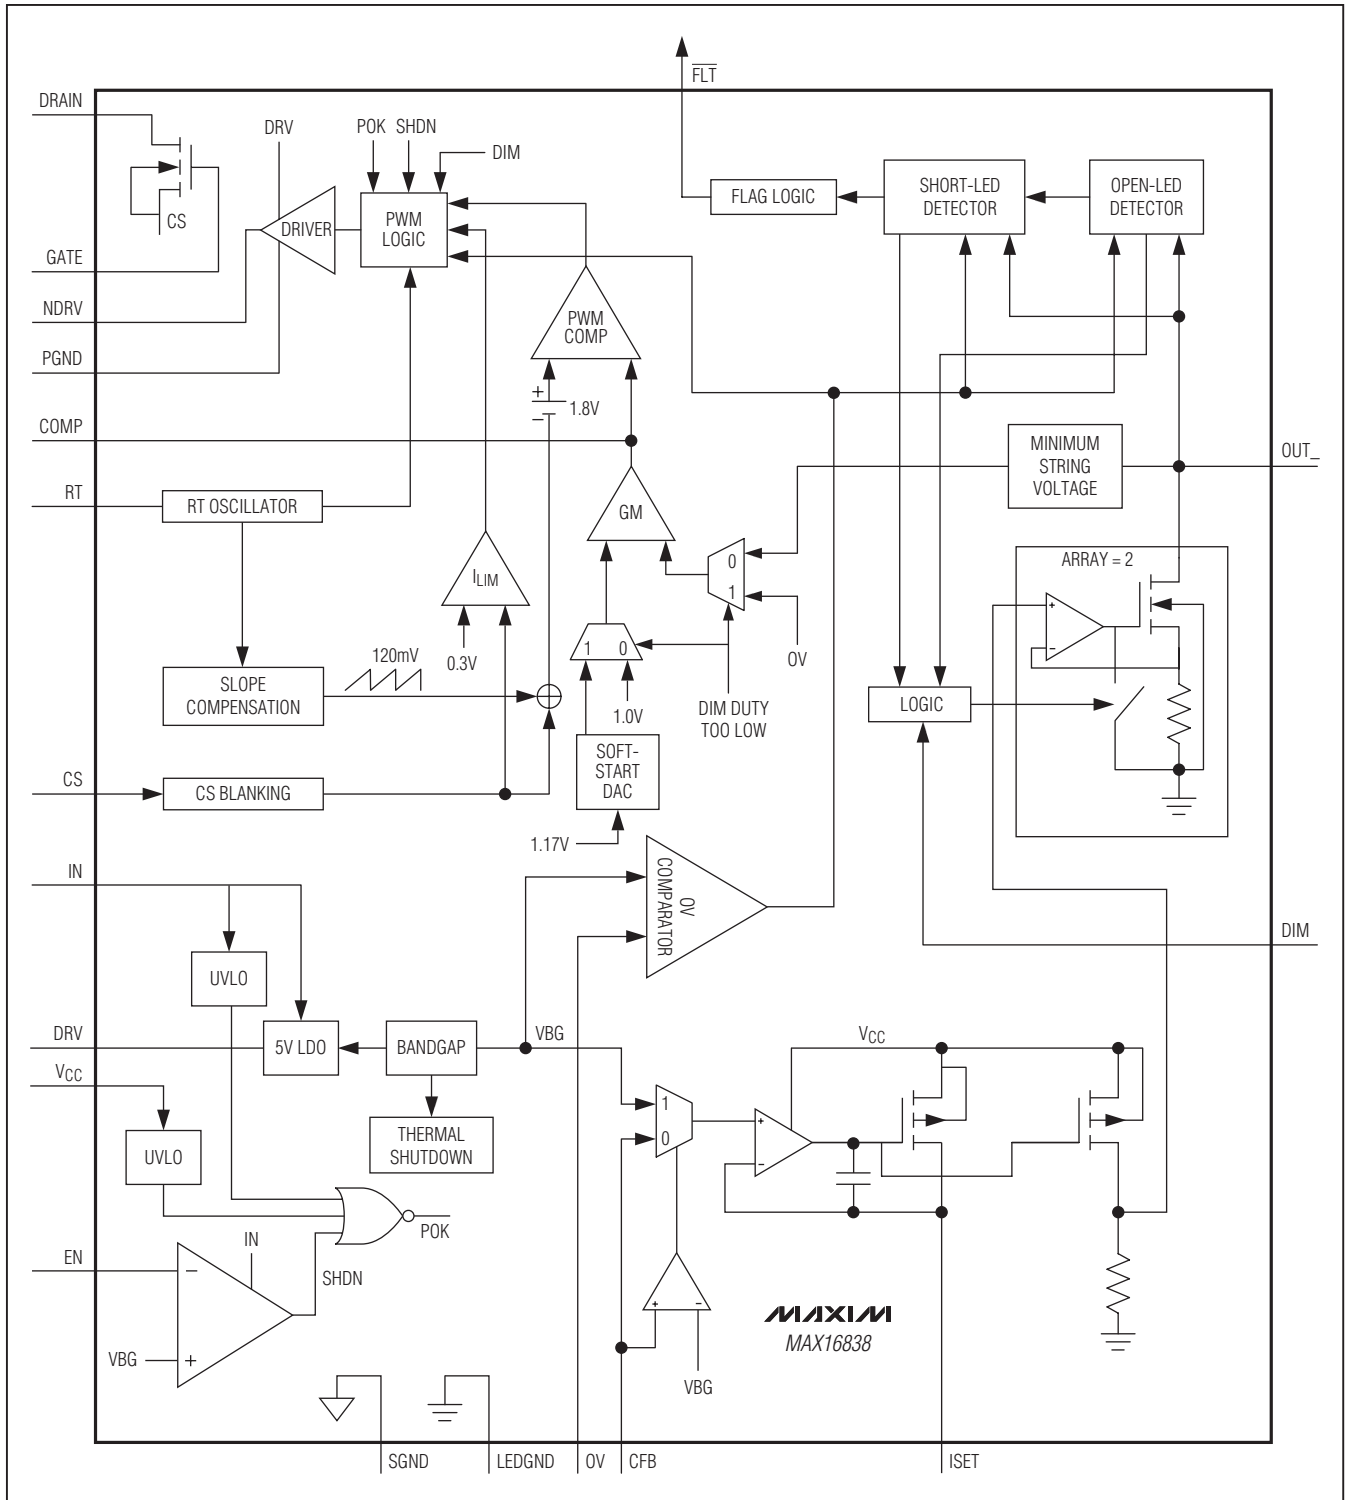 FLT
DRAIN
DRV
POK SHDN
DIM
CS
DRIVER
PWM
LOGIC
FLAG LOGIC
SHORT-LED
DETECTOR
OPEN-LED
DETECTOR
GATE
NDRV
PGND
PWM
COMP
+
−
1.8V
COMP
MINIMUM
STRING
VOLTAGE
OUT_
RT
RT OSCILLATOR
GM
ILIM
0
1
ARRAY = 2
+
−
0.3V
1 0
OV
120mV
SLOPE
COMPENSATION
1.0V
DIM DUTY
TOO LOW
LOGIC
SOFT-
START
DAC
CS
CS BLANKING
1.17V
OV
COMPARATOR
IN
DIM
UVLO
DRV
5V LDO
BANDGAP
VBG
VCC
VCC
1
0
+
−
THERMAL
SHUTDOWN
UVLO
POK
EN
IN
−
SHDN
VBG
+
+ −
MAXIM
MAX16838
VBG
SGND
LEDGND
OV
CFB
ISET